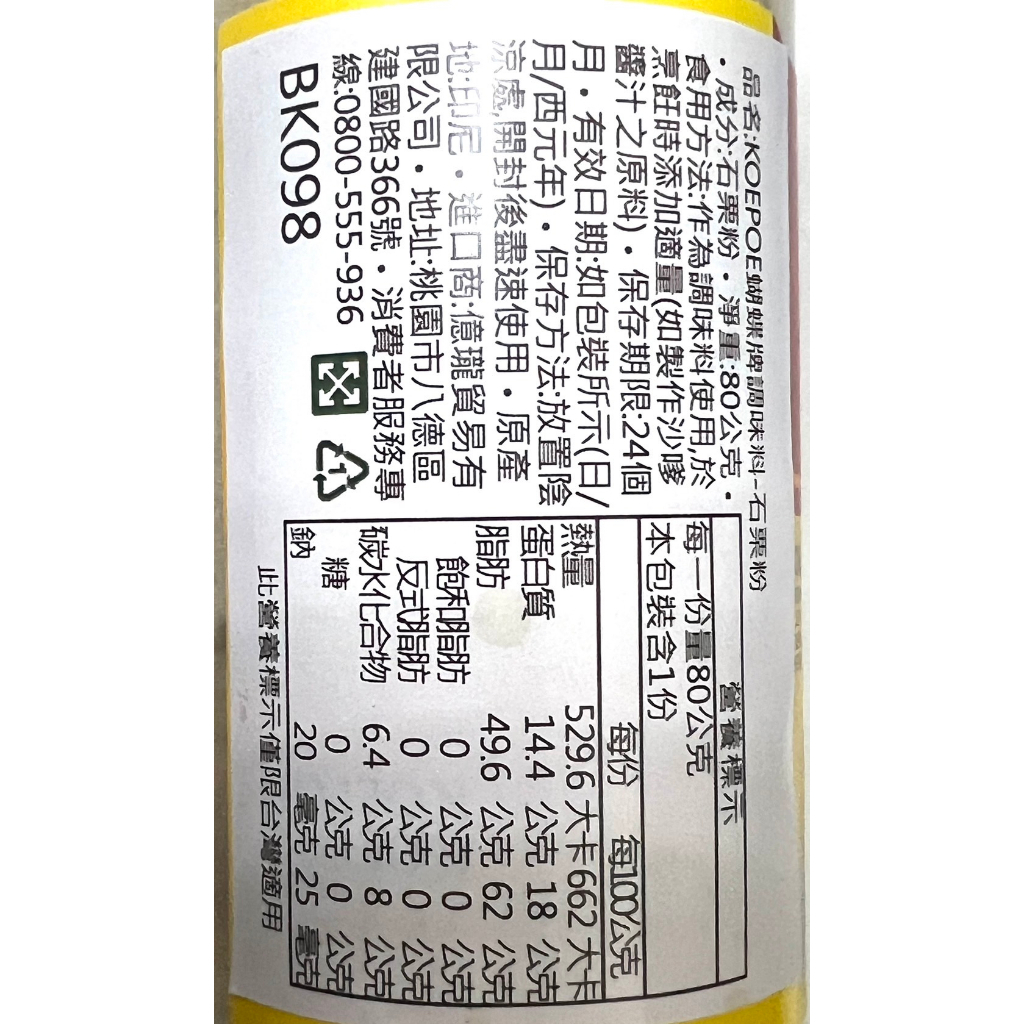 品名:KOEPOE蝴蝶牌調味料-石栗粉
•成分:石栗粉•淨重:80公克•
食用方法:作為調味料使用,於
烹飪時添加適量(如製作沙嗲
醬汁之原料)•保存期限:24個
月•有效日期:如包裝所示(日/
月/西元年)•保存方法:放置陰
涼處,開封後盡速使用•原產
地:印尼•進口商:億瓏貿易有
限公司•地址:桃園市八德區
建國路366號•消費者服務專
線:0800-555-936
BK098
1
營養標示
每一份量80公克
本包裝含1份
每份 每100公克
熱量 529.6 大卡 662 大卡
蛋白質 14.4 公克 18 公克
脂肪 49.6 公克 62 公克
飽和脂肪 0 公克 0 公克
反式脂肪 0 公克 0 公克
碳水化合物 6.4 公克 8 公克
糖 0 公克 0 公克
鈉 20 毫克 25 毫克
此營養標示僅限台灣適用